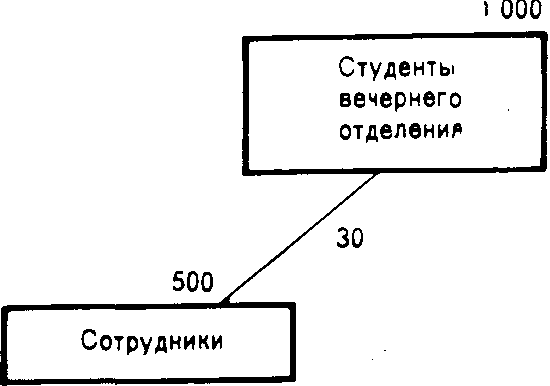 1 000
Студенты
вечернего
отделения
30
500
Сотрудники